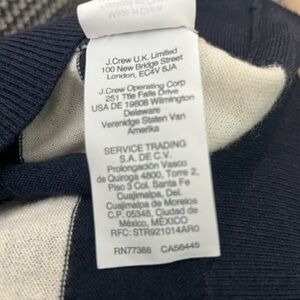 J.Crew U.K. Limited
100 New Bridge Street
London, EC4V 6JA
J.Crew Operating Corp
251 Ttle Falls Drive
USA DE 19808 Wilmington
Delaware
Verenidge Staten Van
Amerika
SERVICE TRADING
S.A. DE C.V.
Prolongación Vasco
de Quiroga 4800, Torre 2,
Piso 3 Col. Santa Fe
Cuajimalpa, Del.
Cuajimalpa de Morelos
C.P. 05348, Ciudad de
México, MÉXICO
RFC: STR921014AR0
RN77388 CA56445